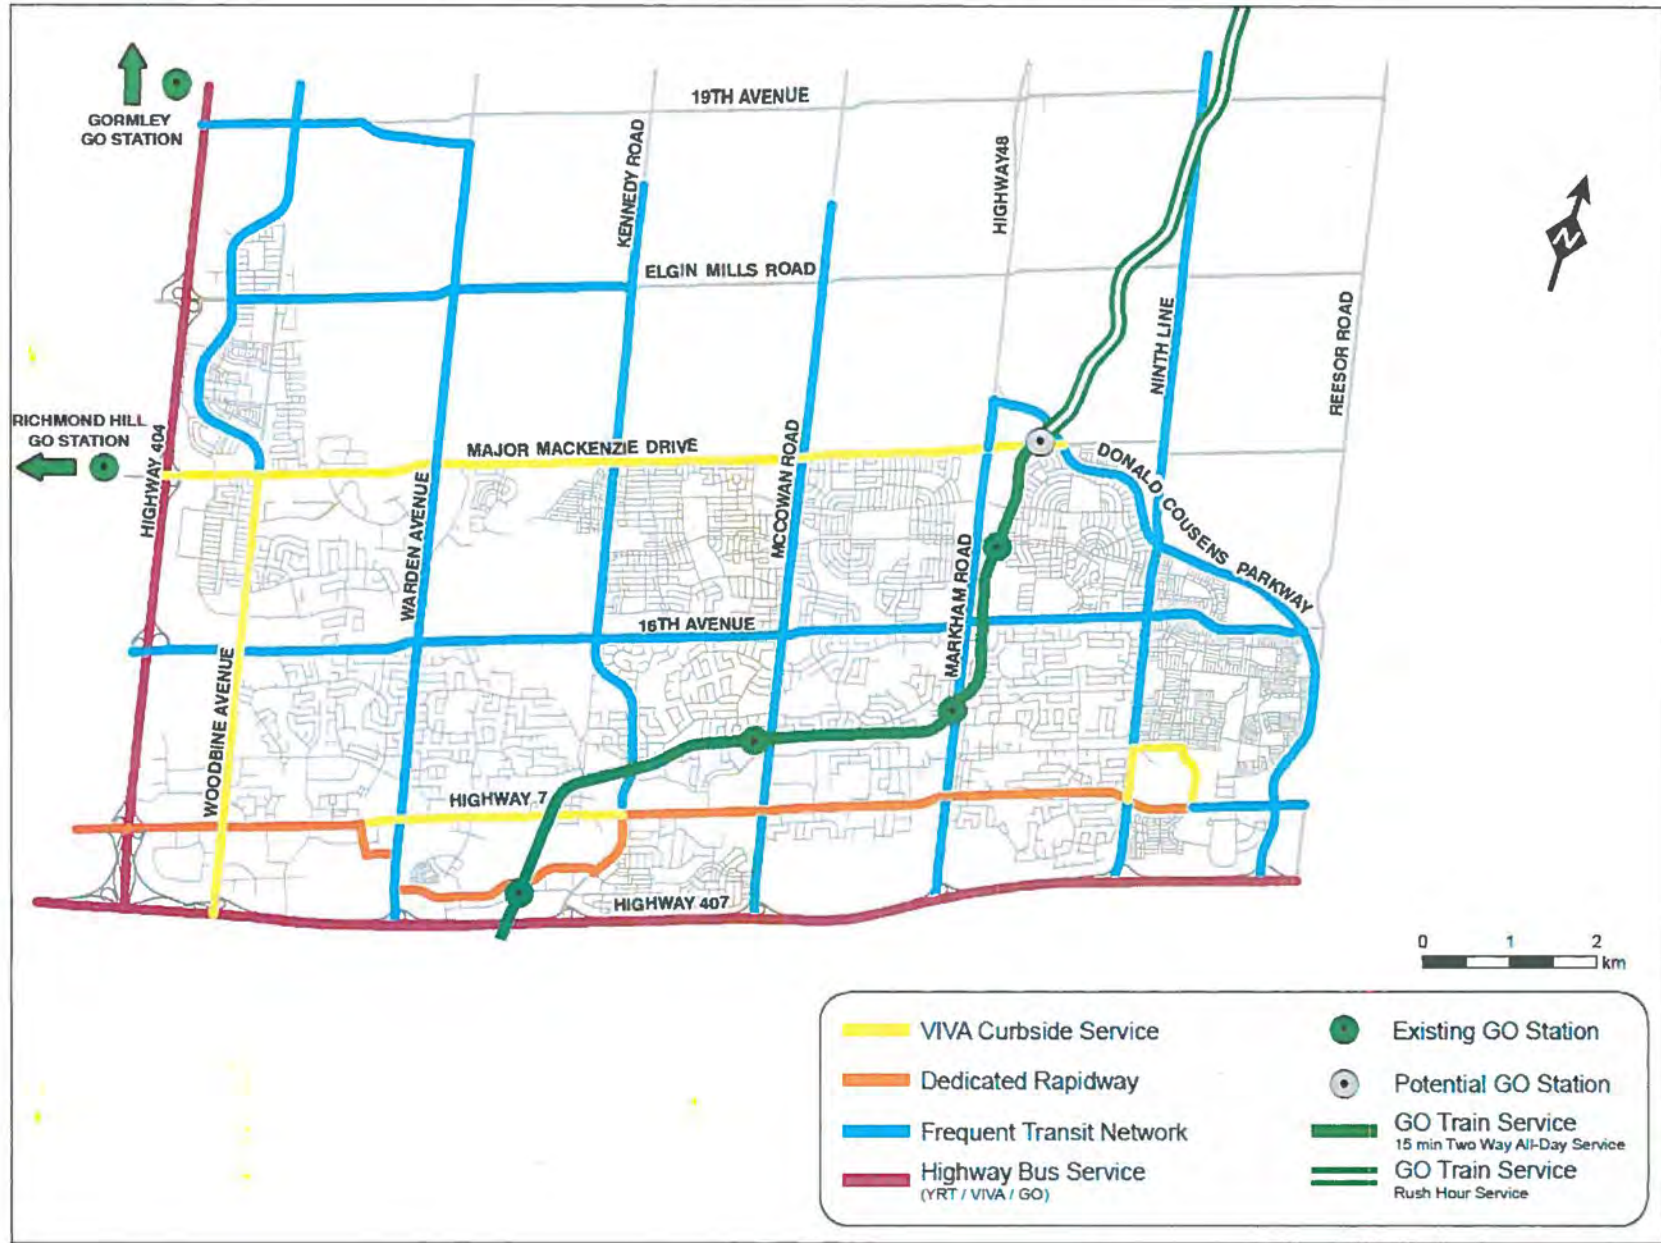 19TH AVENUE
GORMLEY
GO STATION
KENNEDY ROAD
HIGHWAY48
N
ELGIN MILLS ROAD
NINTH LINE
REESOR ROAD
RICHMOND HILL
GO STATION
HIGHWAY 404
MAJOR MACKENZIE DRIVE
MCCOWAN ROAD
DONALD COUSENS PARKWAY
WARDEN AVENUE
MARKHAM ROAD
16TH AVENUE
WOODBINE AVENUE
HIGHWAY 7
HIGHWAY 407
0 1 2
km
VIVA Curbside Service
Dedicated Rapidway
Frequent Transit Network
Highway Bus Service
(YRT / VIVA / GO)
Existing GO Station
Potential GO Station
GO Train Service
15 min Two Way All-Day Service
GO Train Service
Rush Hour Service